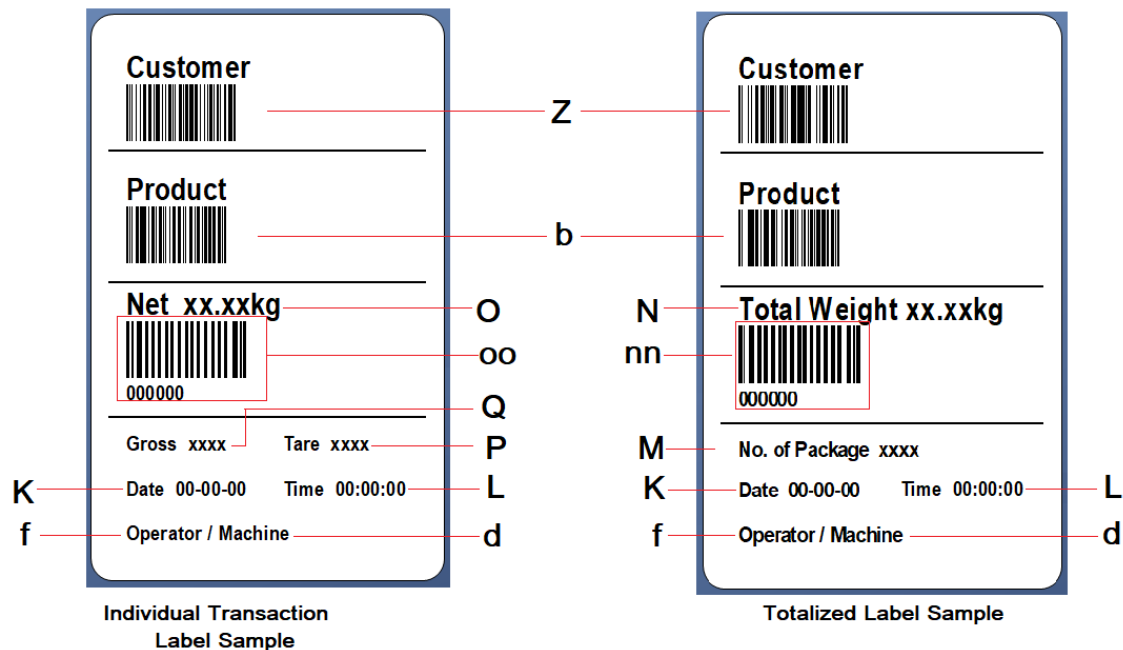 Customer
Z
Customer
Product
b
Product
Net xx.xxkg
O
N
Total Weight xx.xxkg
oo
nn
000000
000000
Q
Gross xxxx
Tare xxxx
P
M
No. of Package xxxx
K
Date 00-00-00
Time 00:00:00
L
K
Date 00-00-00
Time 00:00:00
L
f
Operator / Machine
d
f
Operator / Machine
d
Individual Transaction
Label Sample
Totalized Label Sample